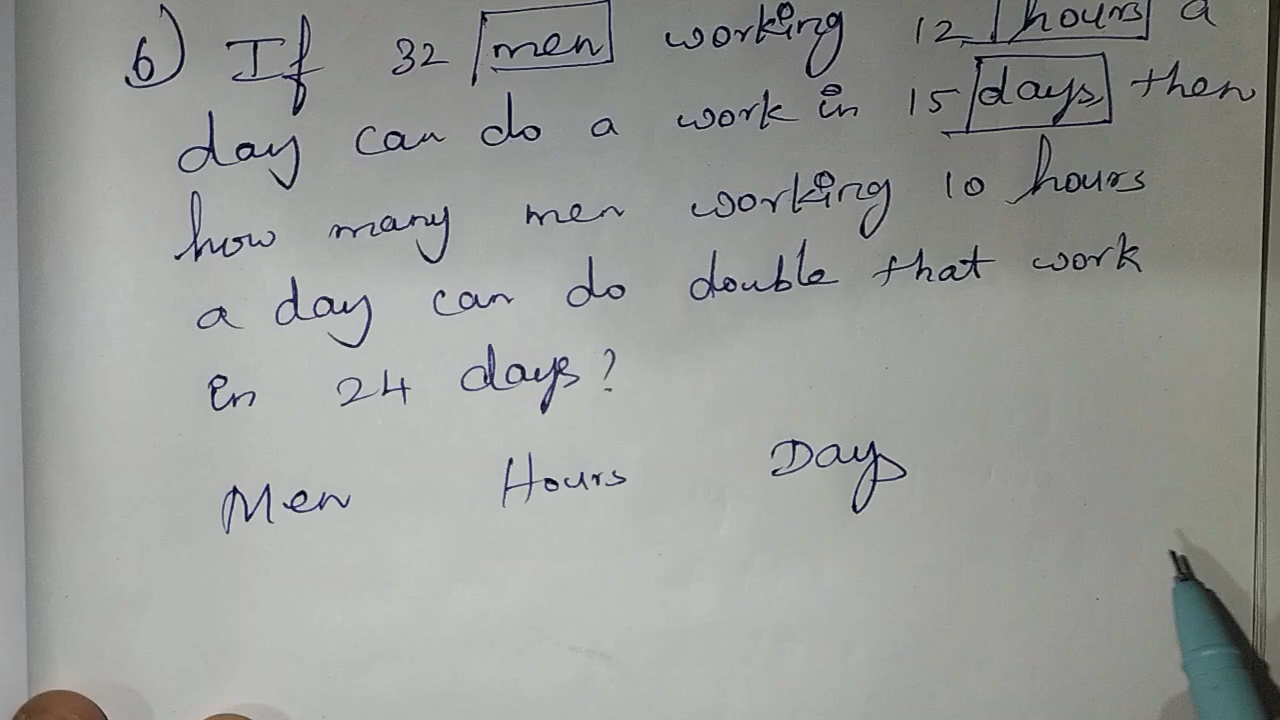 6) If 32 men working 12 hours a
day can do a work in 15 days then
how many men working 10 hours
a day can do double that work
in 24 days?
Men Hours Days